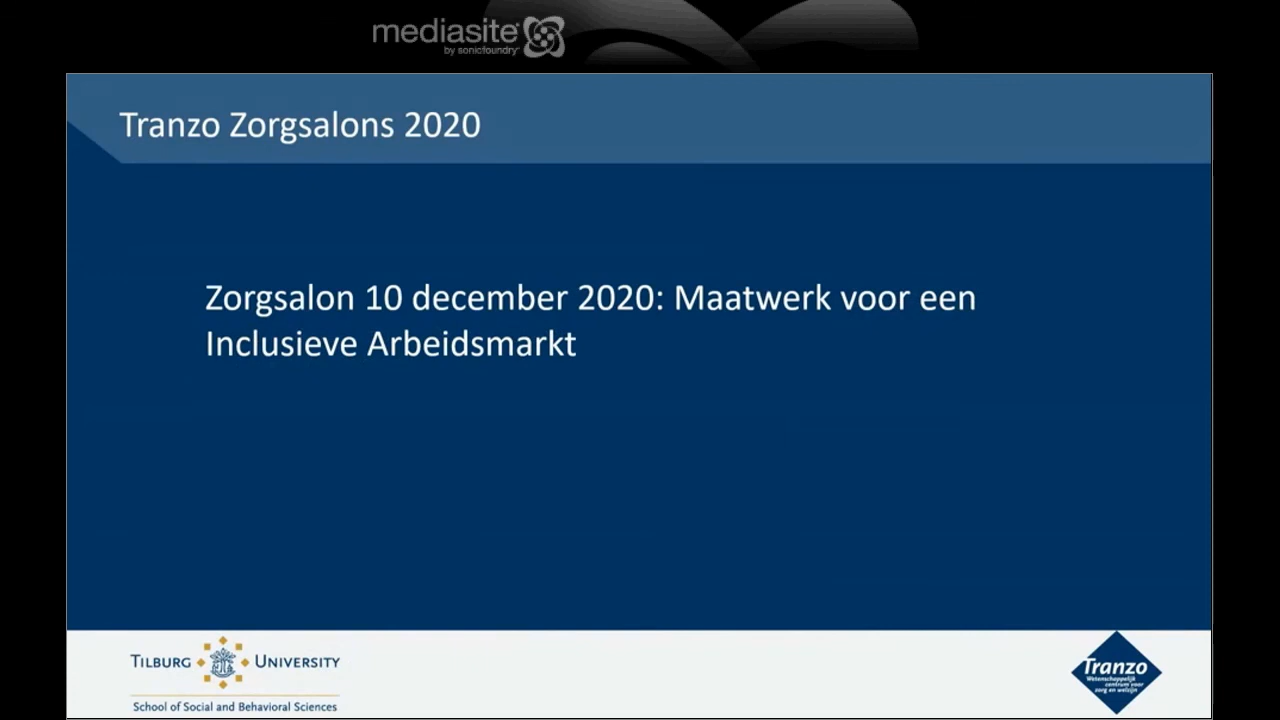 mediasite
by sonicfoundry
Tranzo Zorgsalons 2020
Zorgsalon 10 december 2020: Maatwerk voor een
Inclusieve Arbeidsmarkt
TILBURG UNIVERSITY
School of Social and Behavioral Sciences
Tranzo
Wetenschappelijk
centrum voor
zorg en welzijn